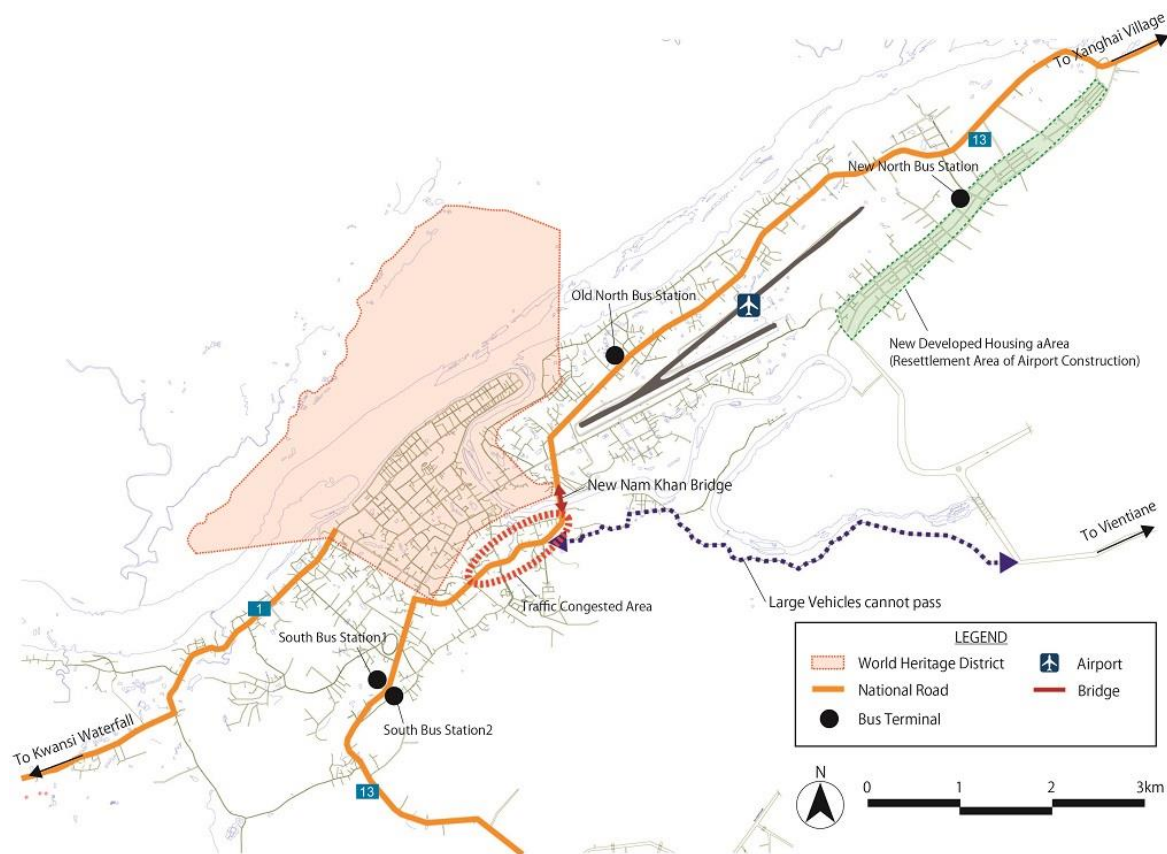 To Xanghai Village
13
New North Bus Station
Old North Bus Station
New Developed Housing aArea
(Resettlement Area of Airport Construction)
New Nam Khan Bridge
To Vientiane
Traffic Congested Area
Large Vehicles cannot pass
1
South Bus Station1
South Bus Station2
To Kwansi Waterfall
13
LEGEND
World Heritage District
Airport
National Road
Bridge
Bus Terminal
N
0 1 2 3km